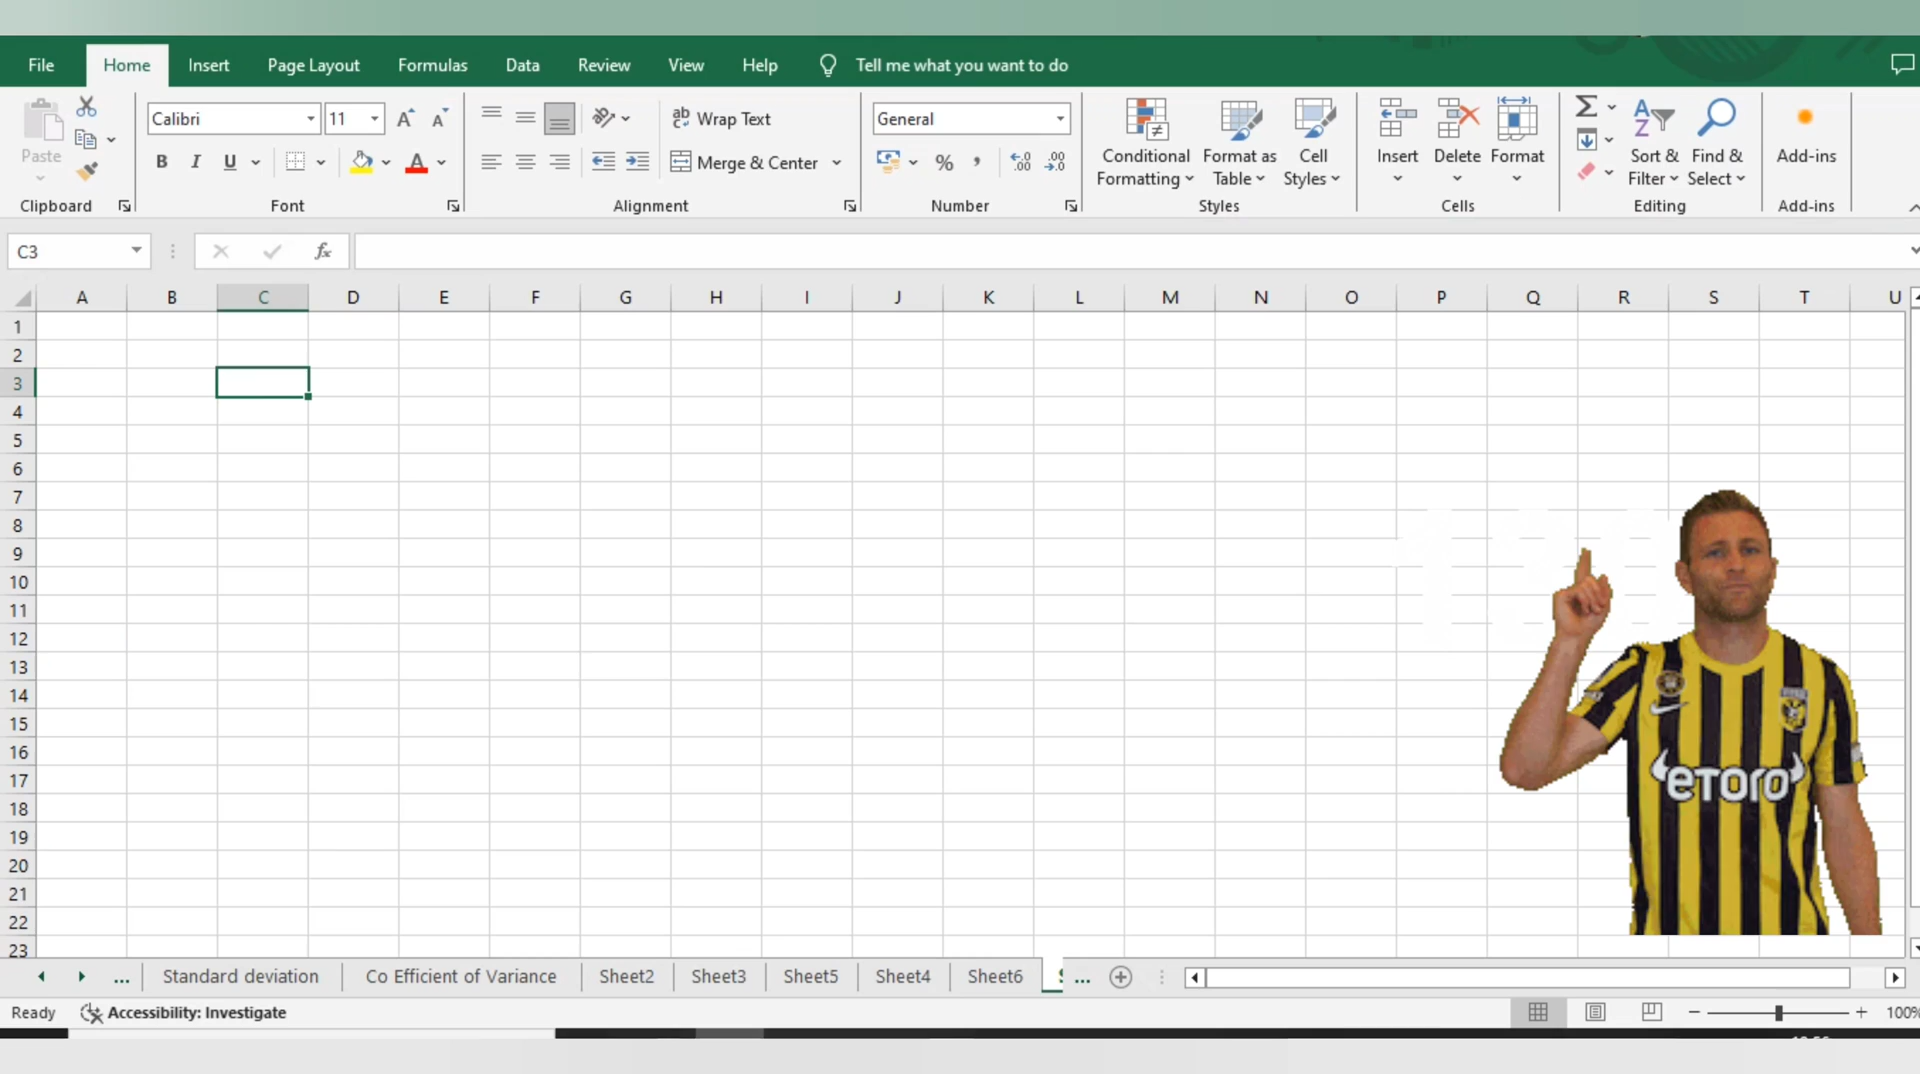 File Home Insert Page Layout Formulas Data Review View Help Tell me what you want to do
Calibri 11 Wrap Text General
Paste B I U Merge & Center % , Conditional Formatting Format as Table Cell Styles Insert Delete Format Sort & Filter Find & Select Add-ins
Clipboard Font Alignment Number Styles Cells Editing Add-ins
C3 fx
A B C D E F G H I J K L M N O P Q R S T U
1
2
3
4
5
6
7
8
9
10
11
12
13
14
15
16
17
18
19
20
21
22
23
eTORO
... Standard deviation Co Efficient of Variance Sheet2 Sheet3 Sheet5 Sheet4 Sheet6 ...
Ready Accessibility: Investigate 100%